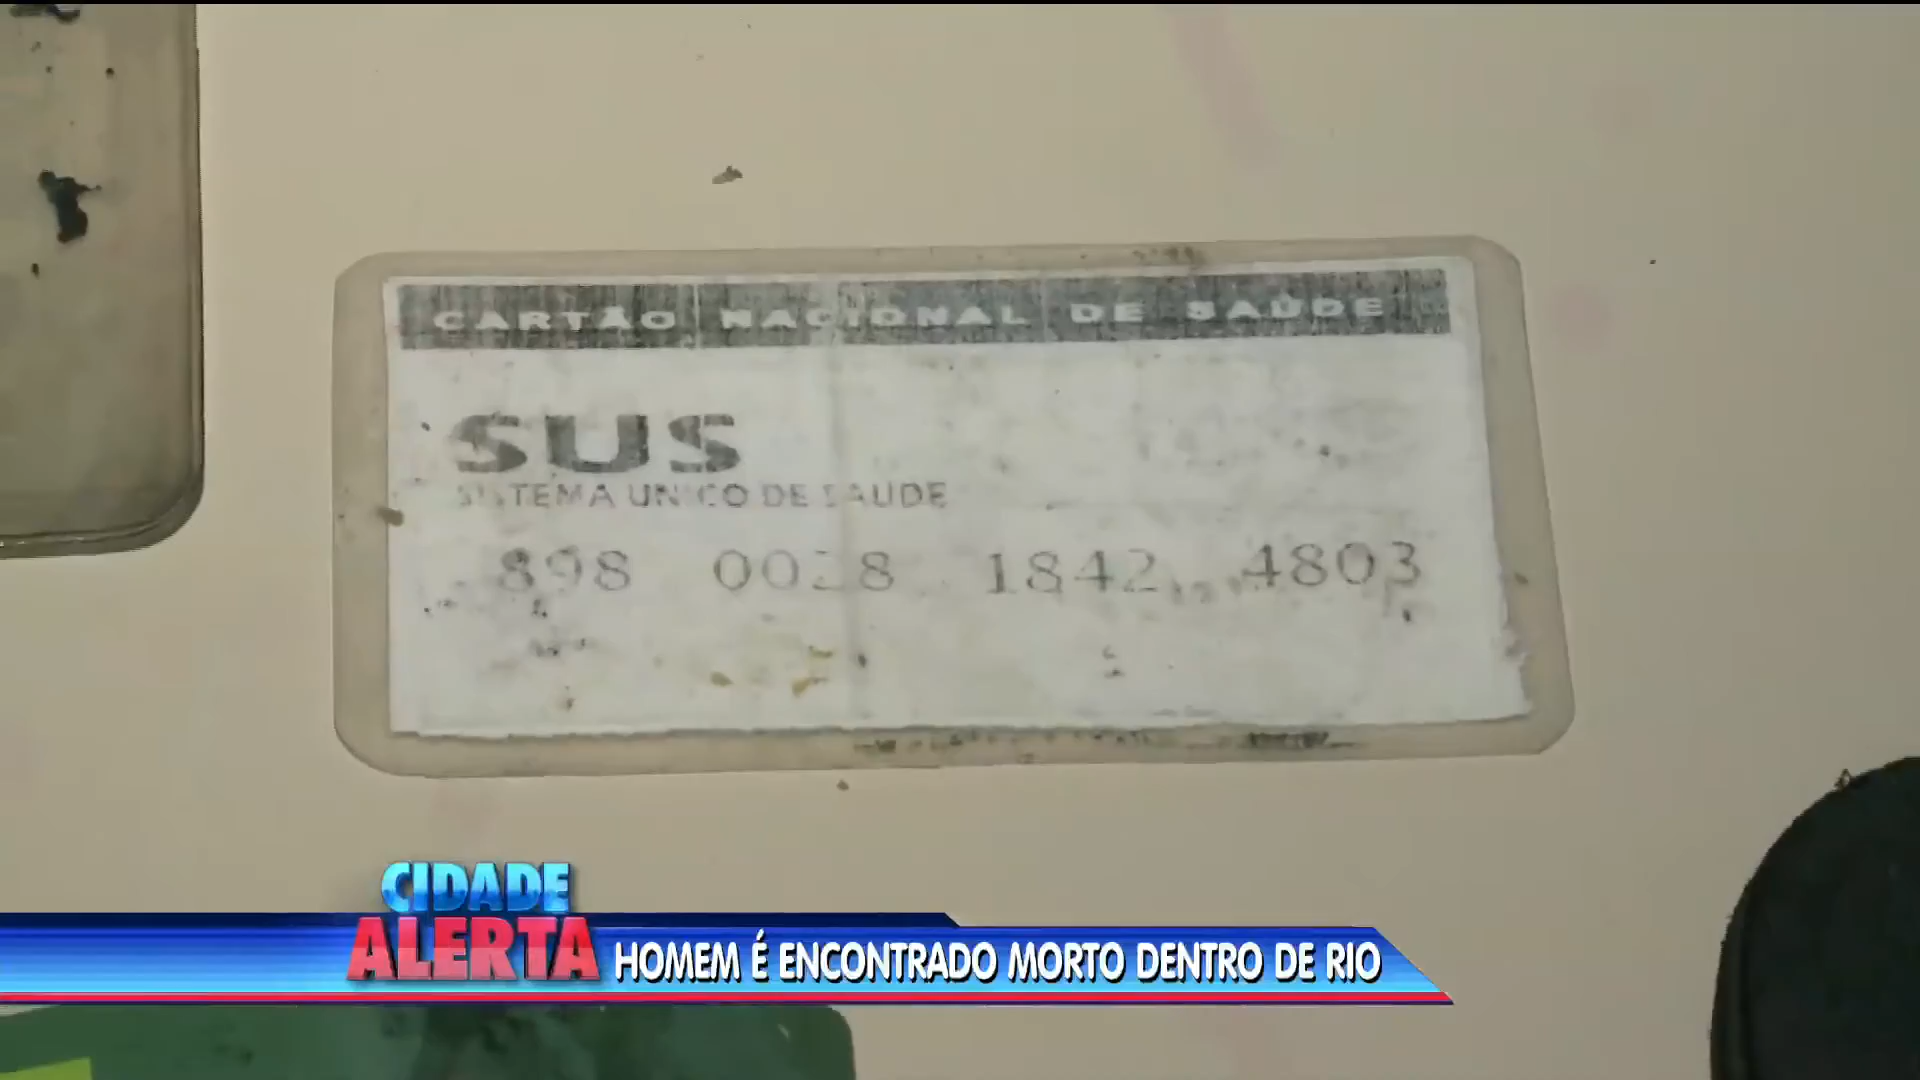 CARTÃO NACIONAL DE SAÚDE
SUS
SISTEMA UNICO DE SAUDE
898 1842 4803
CIDADE
ALERTA
HOMEM É ENCONTRADO MORTO DENTRO DE RIO